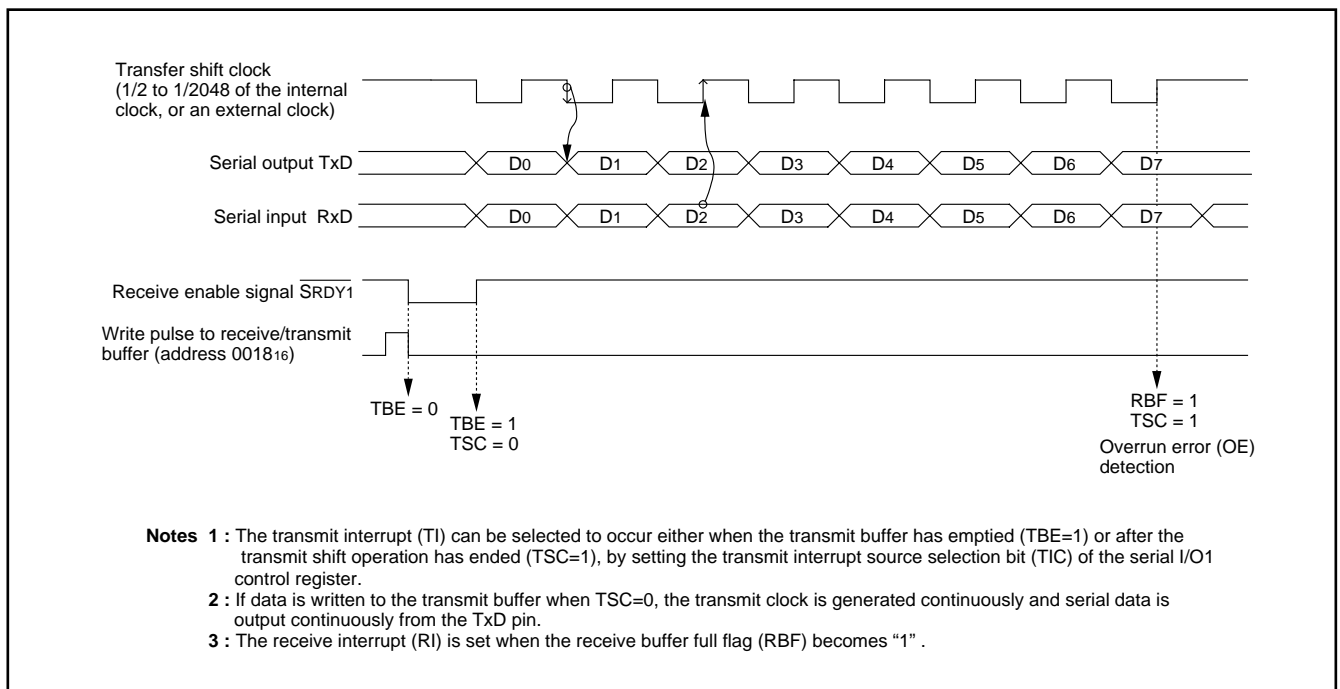 Transfer shift clock
(1/2 to 1/2048 of the internal
clock, or an external clock)
Serial output TxD
D0 D1 D2 D3 D4 D5 D6 D7
Serial input RxD
D0 D1 D2 D3 D4 D5 D6 D7
Receive enable signal S̅R̅D̅Y̅1̅
Write pulse to receive/transmit
buffer (address 001816)
TBE = 0
TBE = 1
TSC = 0
RBF = 1
TSC = 1
Overrun error (OE)
detection
Notes 1 : The transmit interrupt (TI) can be selected to occur either when the transmit buffer has emptied (TBE=1) or after the
transmit shift operation has ended (TSC=1), by setting the transmit interrupt source selection bit (TIC) of the serial I/O1
control register.
2 : If data is written to the transmit buffer when TSC=0, the transmit clock is generated continuously and serial data is
output continuously from the TxD pin.
3 : The receive interrupt (RI) is set when the receive buffer full flag (RBF) becomes “1” .